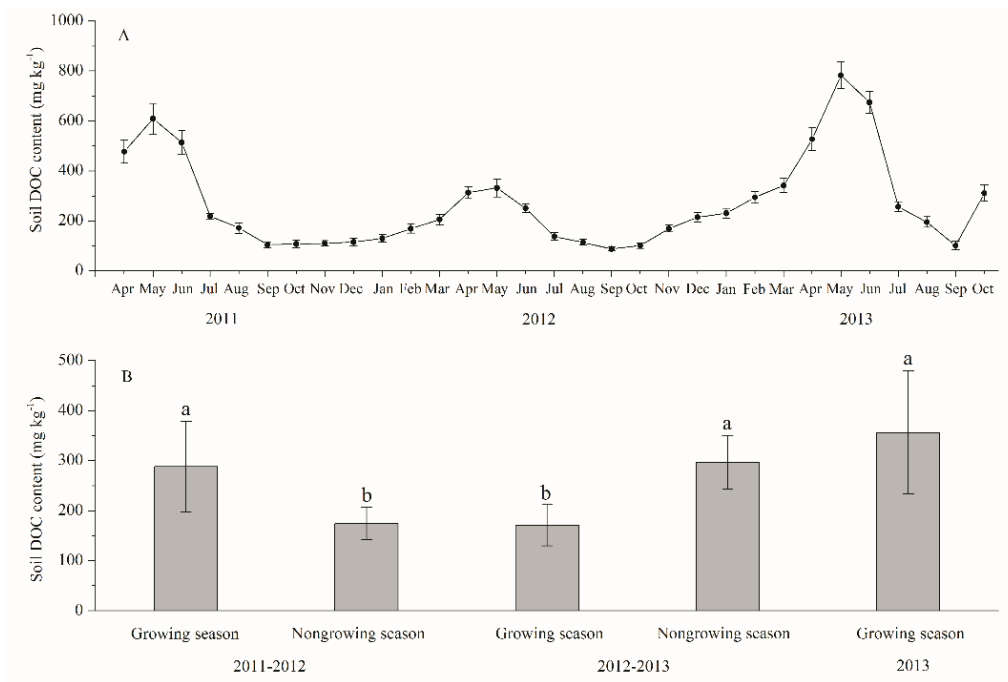 A
Soil DOC content (mg kg-1)
1000
800
600
400
200
0
Apr May Jun Jul Aug Sep Oct Nov Dec Jan Feb Mar Apr May Jun Jul Aug Sep Oct Nov Dec Jan Feb Mar Apr May Jun Jul Aug Sep Oct
2011 2012 2013
B
Soil DOC content (mg kg-1)
500
400
300
200
100
0
a b b a a
Growing season Nongrowing season Growing season Nongrowing season Growing season
2011-2012 2012-2013 2013